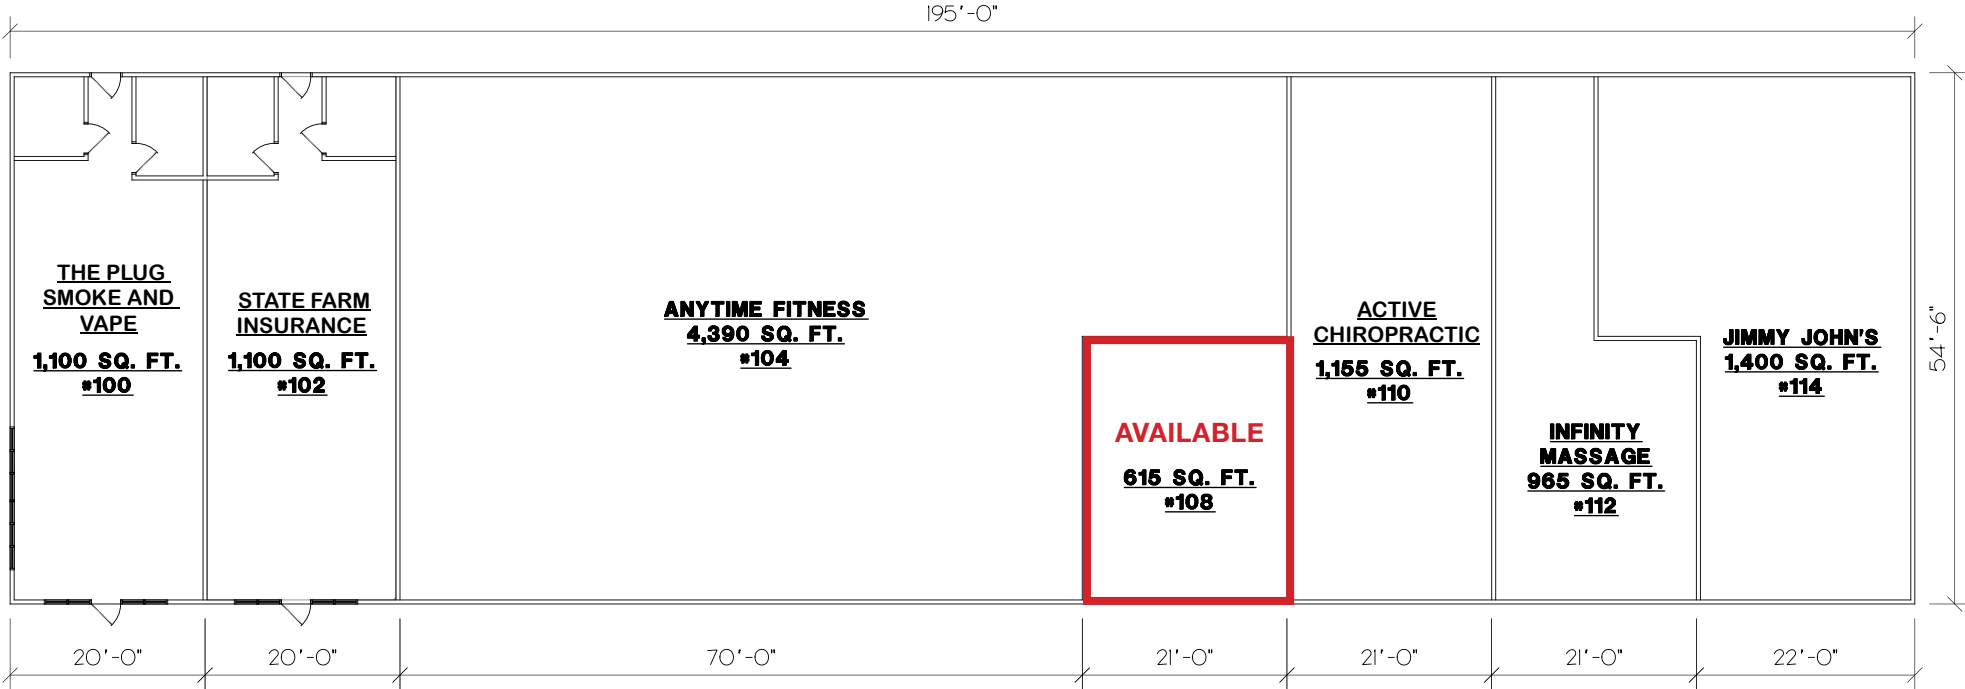 195'-0"
THE PLUG
SMOKE AND
VAPE
1,100 SQ. FT.
#100
STATE FARM
INSURANCE
1,100 SQ. FT.
#102
ANYTIME FITNESS
4,390 SQ. FT.
#104
AVAILABLE
615 SQ. FT.
#108
ACTIVE
CHIROPRACTIC
1,155 SQ. FT.
#110
INFINITY
MASSAGE
965 SQ. FT.
#112
JIMMY JOHN'S
1,400 SQ. FT.
#114
54'-6"
20'-0"
20'-0"
70'-0"
21'-0"
21'-0"
21'-0"
22'-0"